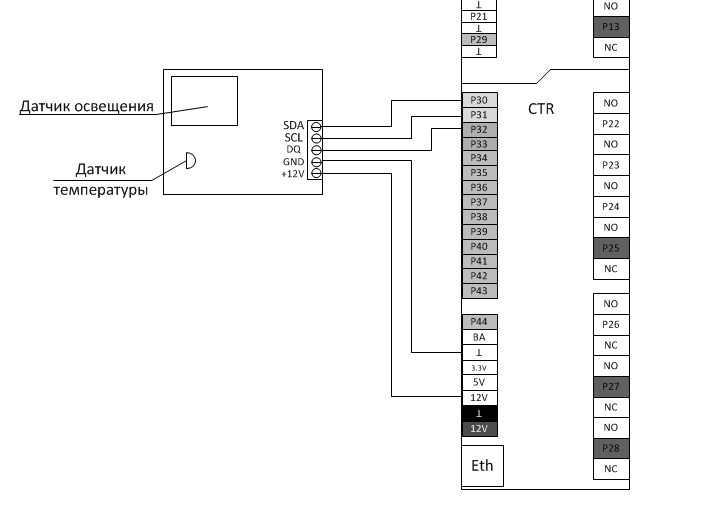 ⊥
P21
⊥
P29
⊥
NO
P13
NC
Датчик освещения
Датчик
температуры
SDA
SCL
DQ
GND
+12V
P30
P31
P32
P33
P34
P35
P36
P37
P38
P39
P40
P41
P42
P43
P44
BA
⊥
3.3V
5V
12V
⊥
12V
Eth
CTR
NO
P22
NO
P23
NO
P24
NO
P25
NC
NO
P26
NC
NO
P27
NC
NO
P28
NC